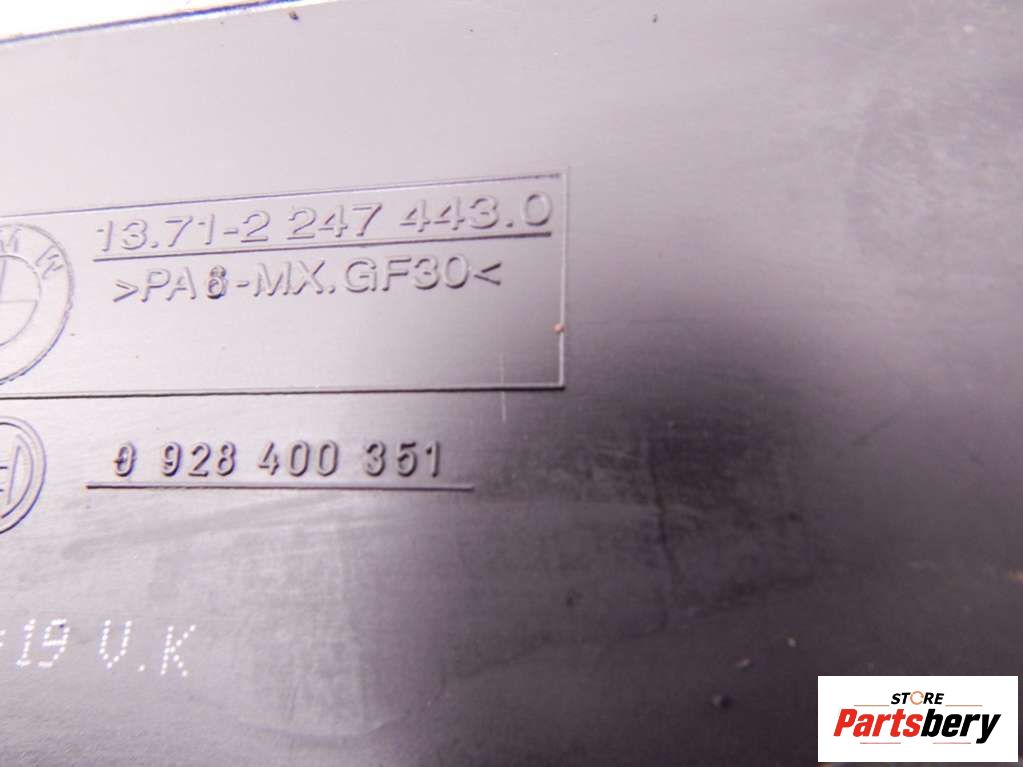 13.71-2 247 443.0
>PA6-MX.GF30<
0 928 400 351
:19 V.K
STORE
Partsbery